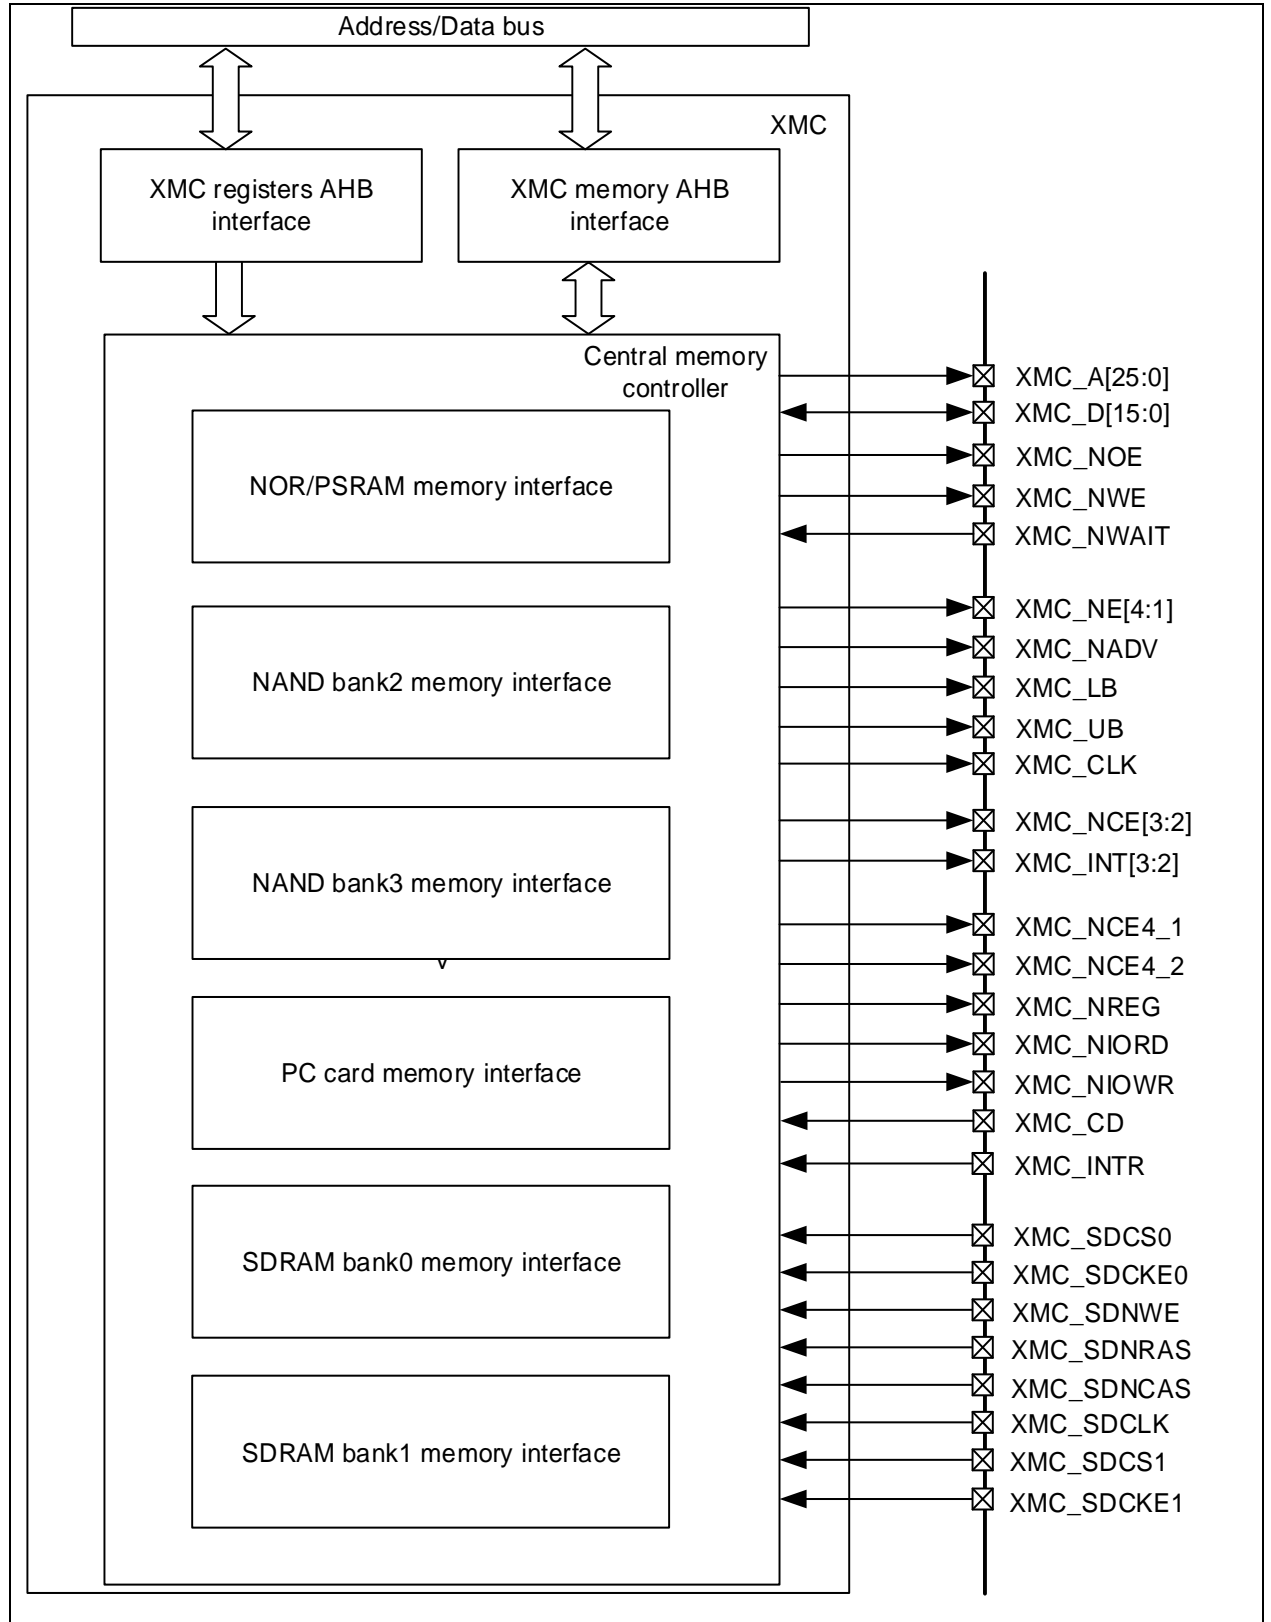 Address/Data bus
XMC
XMC registers AHB
interface
XMC memory AHB
interface
Central memory
controller
NOR/PSRAM memory interface
NAND bank2 memory interface
NAND bank3 memory interface
PC card memory interface
SDRAM bank0 memory interface
SDRAM bank1 memory interface
XMC_A[25:0]
XMC_D[15:0]
XMC_NOE
XMC_NWE
XMC_NWAIT
XMC_NE[4:1]
XMC_NADV
XMC_LB
XMC_UB
XMC_CLK
XMC_NCE[3:2]
XMC_INT[3:2]
XMC_NCE4_1
XMC_NCE4_2
XMC_NREG
XMC_NIORD
XMC_NIOWR
XMC_CD
XMC_INTR
XMC_SDCS0
XMC_SDCKE0
XMC_SDNWE
XMC_SDNRAS
XMC_SDNCAS
XMC_SDCLK
XMC_SDCS1
XMC_SDCKE1